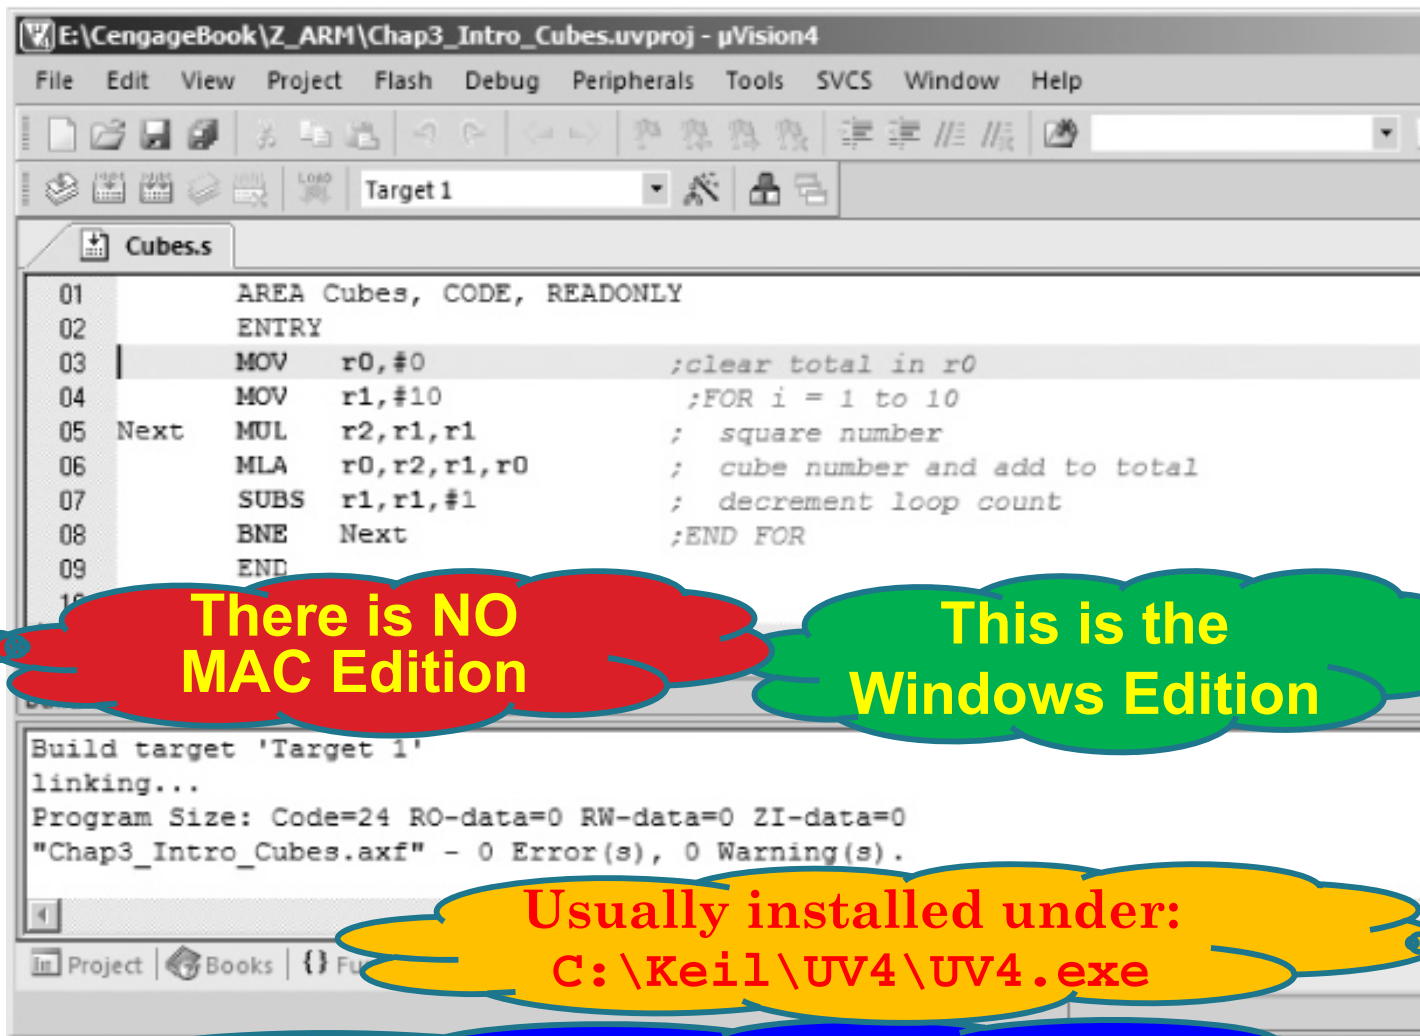 E:\CengageBook\Z_ARM\Chap3_Intro_Cubes.uvproj - µVision4
File Edit View Project Flash Debug Peripherals Tools SVCS Window Help
LOAD Target 1
Cubes.s
01 AREA Cubes, CODE, READONLY
02 ENTRY
03 MOV r0,#0 ;clear total in r0
04 MOV r1,#10 ;FOR i = 1 to 10
05 Next MUL r2,r1,r1 ; square number
06 MLA r0,r2,r1,r0 ; cube number and add to total
07 SUBS r1,r1,#1 ; decrement loop count
08 BNE Next ;END FOR
09 END
There is NO
MAC Edition
This is the
Windows Edition
Build target 'Target 1'
linking...
Program Size: Code=24 RO-data=0 RW-data=0 ZI-data=0
"Chap3_Intro_Cubes.axf" - 0 Error(s), 0 Warning(s).
Usually installed under:
C:\Keil\UV4\UV4.exe
Project Books {} Fu